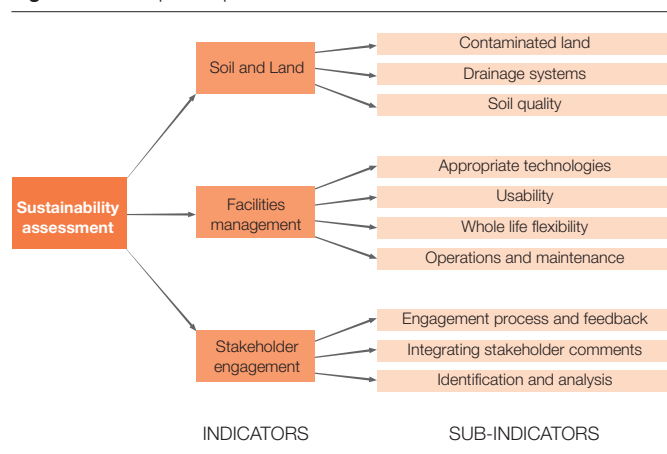 Soil and Land
Contaminated land
Drainage systems
Soil quality
Sustainability
assessment
Facilities
management
Appropriate technologies
Usability
Whole life flexibility
Operations and maintenance
Stakeholder
engagement
Engagement process and feedback
Integrating stakeholder comments
Identification and analysis
INDICATORS
SUB-INDICATORS